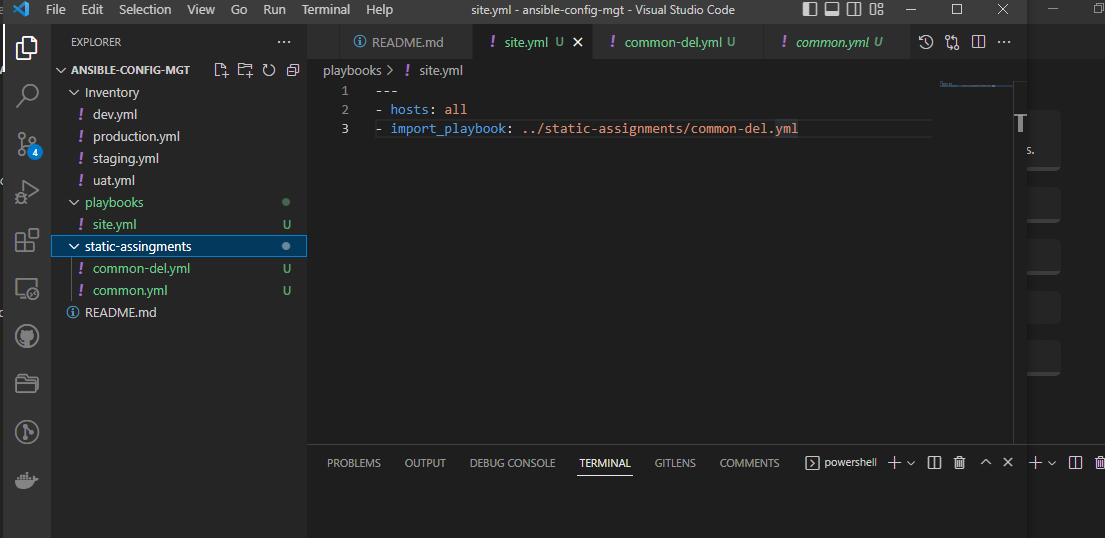 File Edit Selection View Go Run Terminal Help site.yml - ansible-config-mgt - Visual Studio Code
EXPLORER
README.md site.yml U common-del.yml U common.yml U
ANSIBLE-CONFIG-MGT
playbooks > site.yml
Inventory
dev.yml
production.yml
staging.yml
uat.yml
playbooks
site.yml U
static-assingments
common-del.yml U
common.yml U
README.md
4
1 ---
2 - hosts: all
3 - import_playbook: ../static-assignments/common-del.yml
T
s.
PROBLEMS OUTPUT DEBUG CONSOLE TERMINAL GITLENS COMMENTS powershell